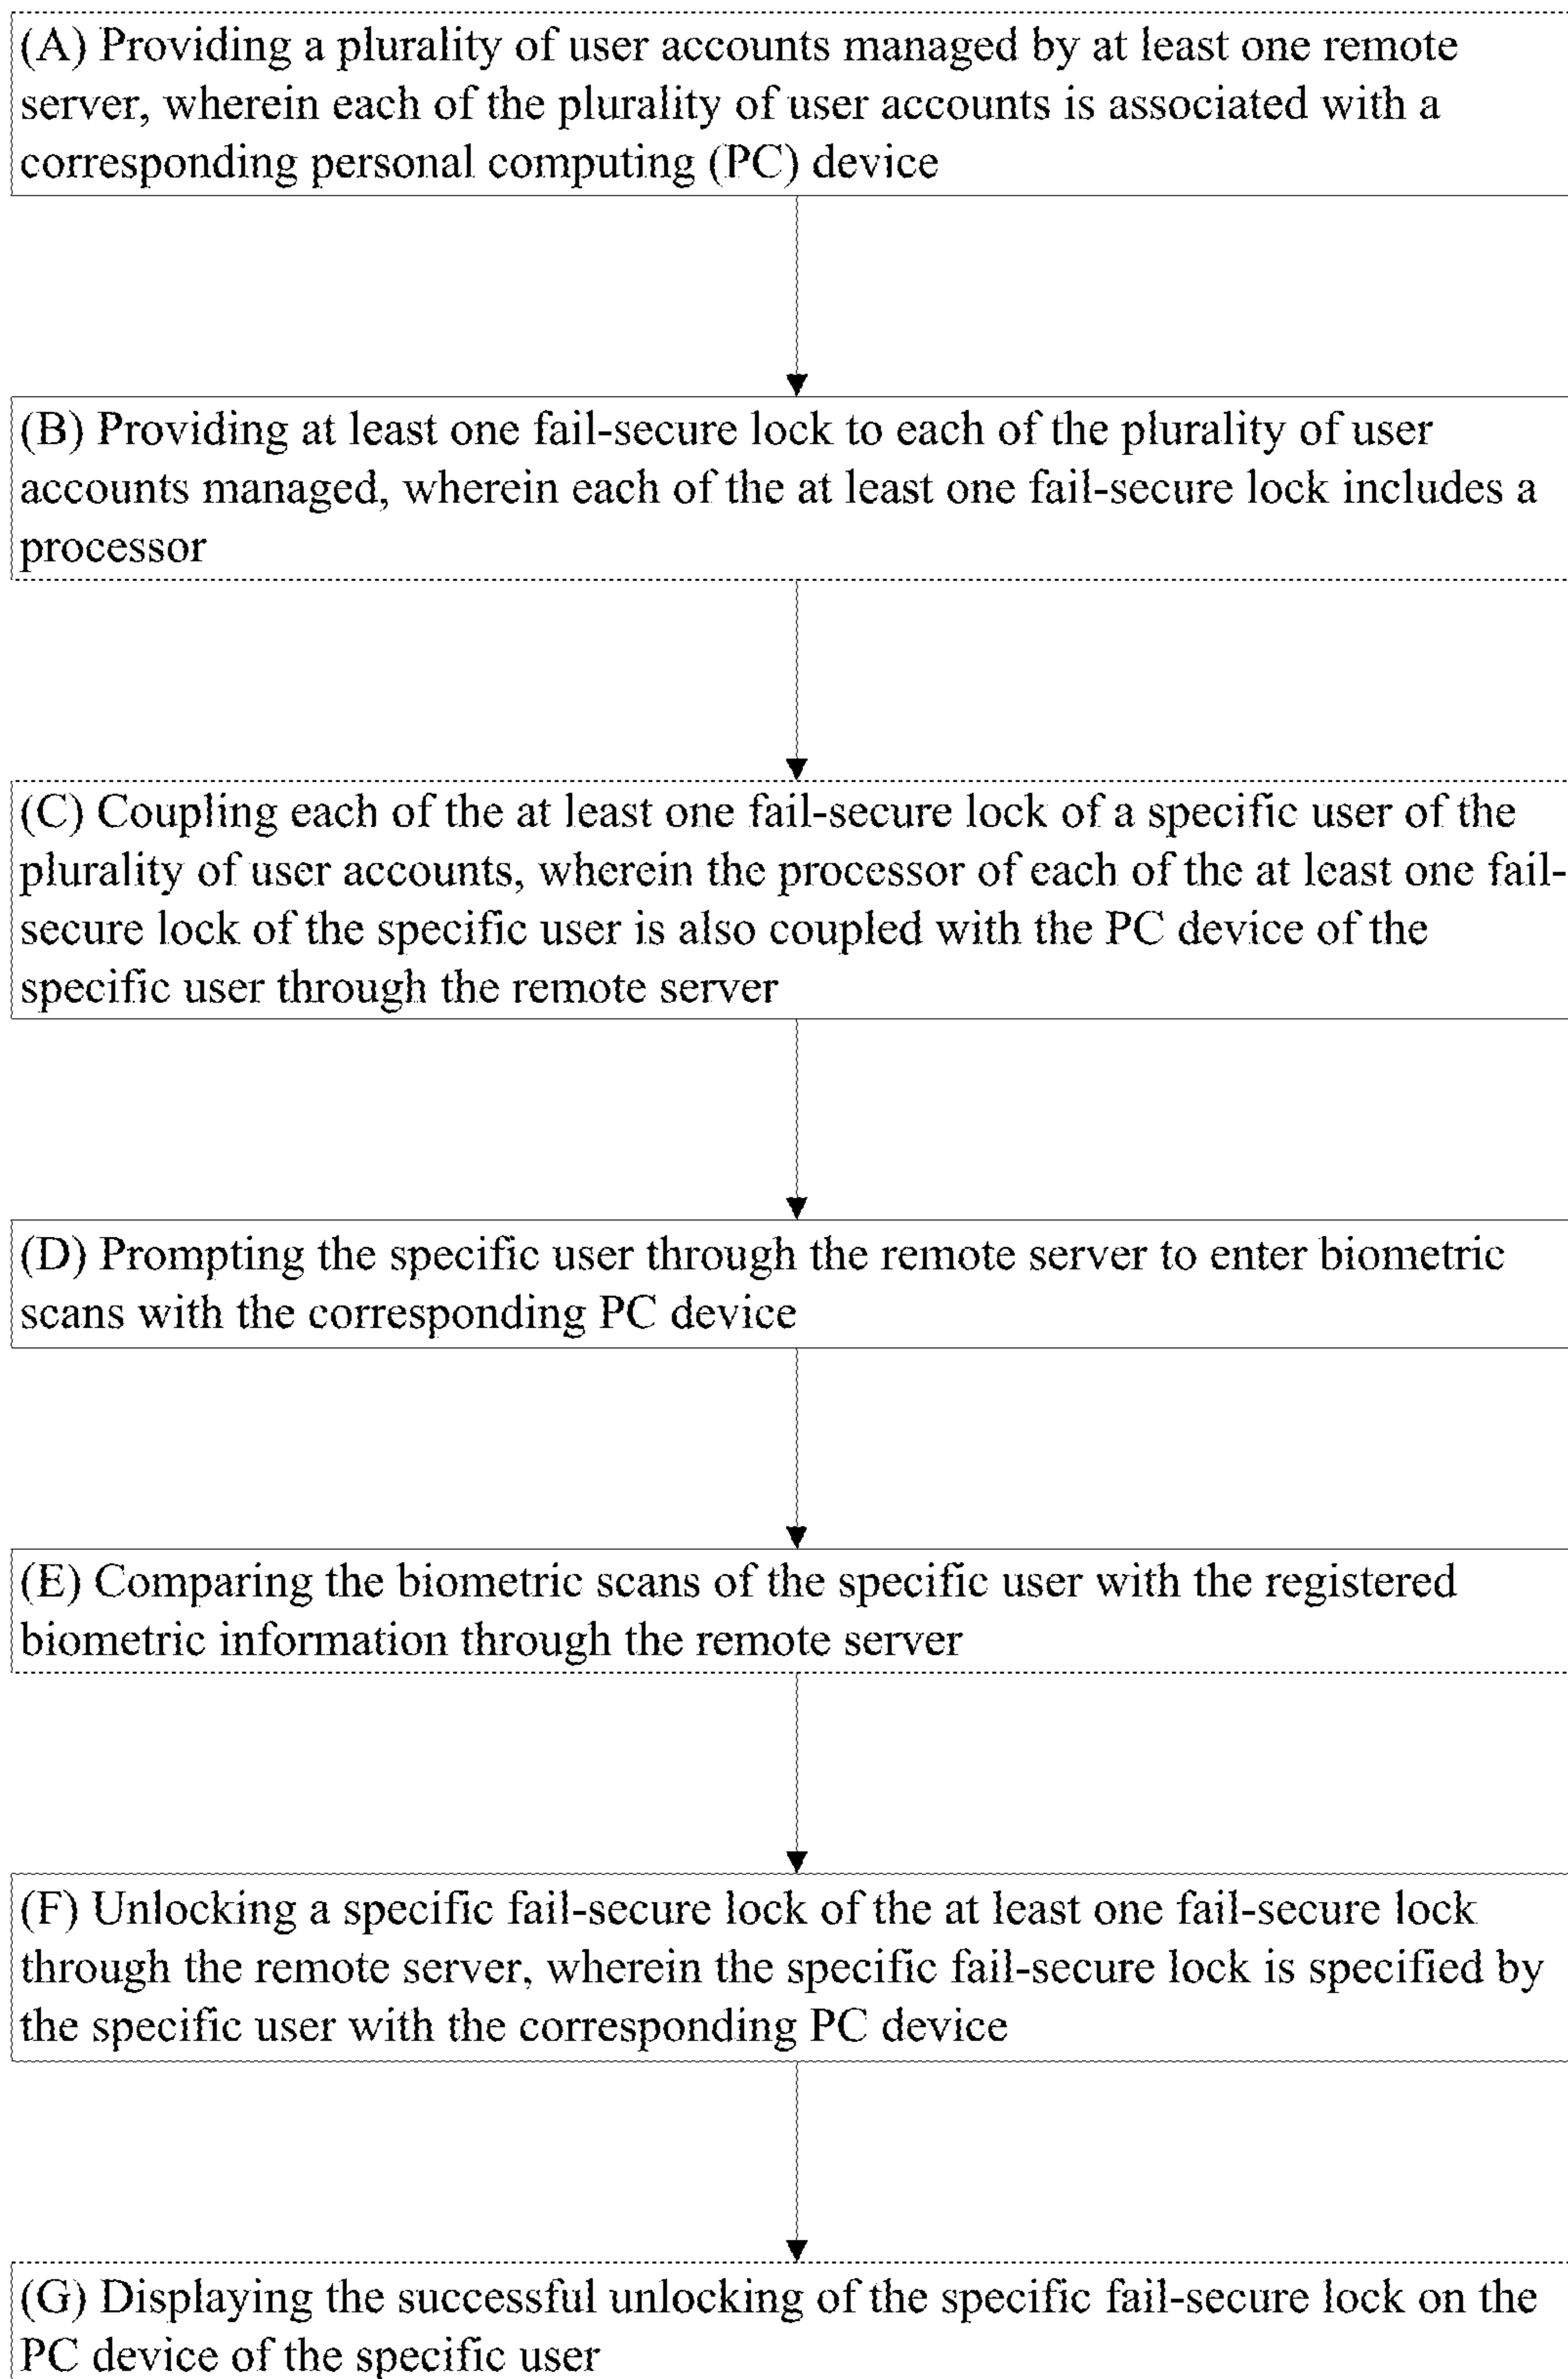 (A) Providing a plurality of user accounts managed by at least one remote
server, wherein each of the plurality of user accounts is associated with a
corresponding personal computing (PC) device
(B) Providing at least one fail-secure lock to each of the plurality of user
accounts managed, wherein each of the at least one fail-secure lock includes a
processor
(C) Coupling each of the at least one fail-secure lock of a specific user of the
plurality of user accounts, wherein the processor of each of the at least one fail-
secure lock of the specific user is also coupled with the PC device of the
specific user through the remote server
(D) Prompting the specific user through the remote server to enter biometric
scans with the corresponding PC device
(E) Comparing the biometric scans of the specific user with the registered
biometric information through the remote server
(F) Unlocking a specific fail-secure lock of the at least one fail-secure lock
through the remote server, wherein the specific fail-secure lock is specified by
the specific user with the corresponding PC device
(G) Displaying the successful unlocking of the specific fail-secure lock on the
PC device of the specific user